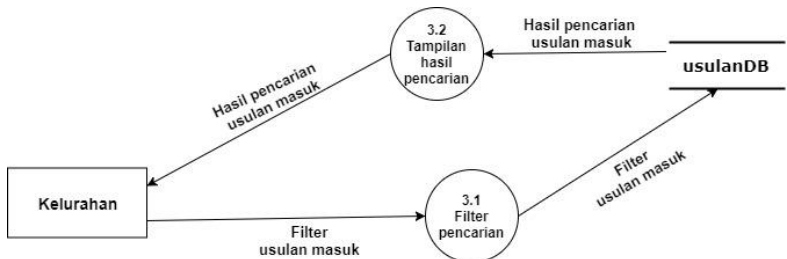 3.2
Tampilan
hasil
pencarian
Hasil pencarian
usulan masuk
usulanDB
Hasil pencarian
usulan masuk
Kelurahan
Filter
usulan masuk
3.1
Filter
pencarian
Filter
usulan masuk